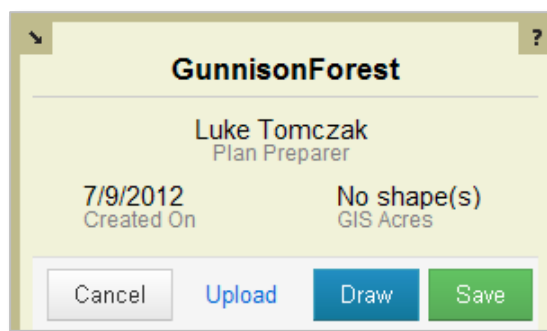 ?
GunnisonForest
Luke Tomczak
Plan Preparer
7/9/2012 No shape(s)
Created On GIS Acres
Cancel Upload Draw Save